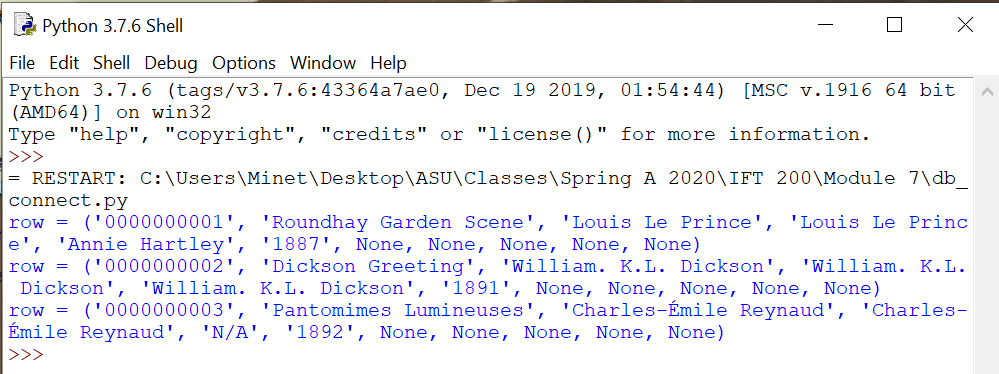 Python 3.7.6 Shell
File Edit Shell Debug Options Window Help
Python 3.7.6 (tags/v3.7.6:43364a7ae0, Dec 19 2019, 01:54:44) [MSC v.1916 64 bit
(AMD64)] on win32
Type "help", "copyright", "credits" or "license()" for more information.
>>>
= RESTART: C:\Users\Minet\Desktop\ASU\Classes\Spring A 2020\IFT 200\Module 7\db_
connect.py
row = ('0000000001', 'Roundhay Garden Scene', 'Louis Le Prince', 'Louis Le Princ
e', 'Annie Hartley', '1887', None, None, None, None, None)
row = ('0000000002', 'Dickson Greeting', 'William. K.L. Dickson', 'William. K.L.
 Dickson', 'William. K.L. Dickson', '1891', None, None, None, None, None)
row = ('0000000003', 'Pantomimes Lumineuses', 'Charles-Émile Reynaud', 'Charles-
Émile Reynaud', 'N/A', '1892', None, None, None, None, None)
>>>